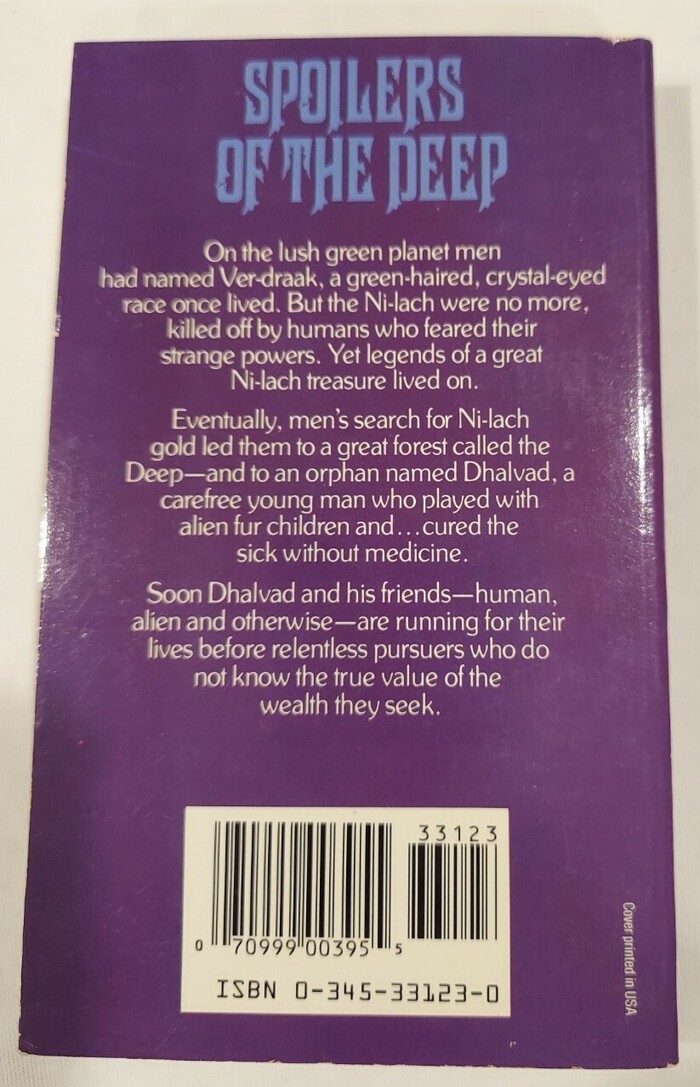 SPOILERS
OF THE DEEP
On the lush green planet men
had named Ver-draak, a green-haired, crystal-eyed
race once lived. But the Ni-lach were no more,
killed off by humans who feared their
strange powers. Yet legends of a great
Ni-lach treasure lived on.
Eventually, men's search for Ni-lach
gold led them to a great forest called the
Deep—and to an orphan named Dhalvad, a
carefree young man who played with
alien fur children and...cured the
sick without medicine.
Soon Dhalvad and his friends—human,
alien and otherwise—are running for their
lives before relentless pursuers who do
not know the true value of the
wealth they seek.
33123
0 70999 00395 5
ISBN 0-345-33123-0
Cover printed in USA